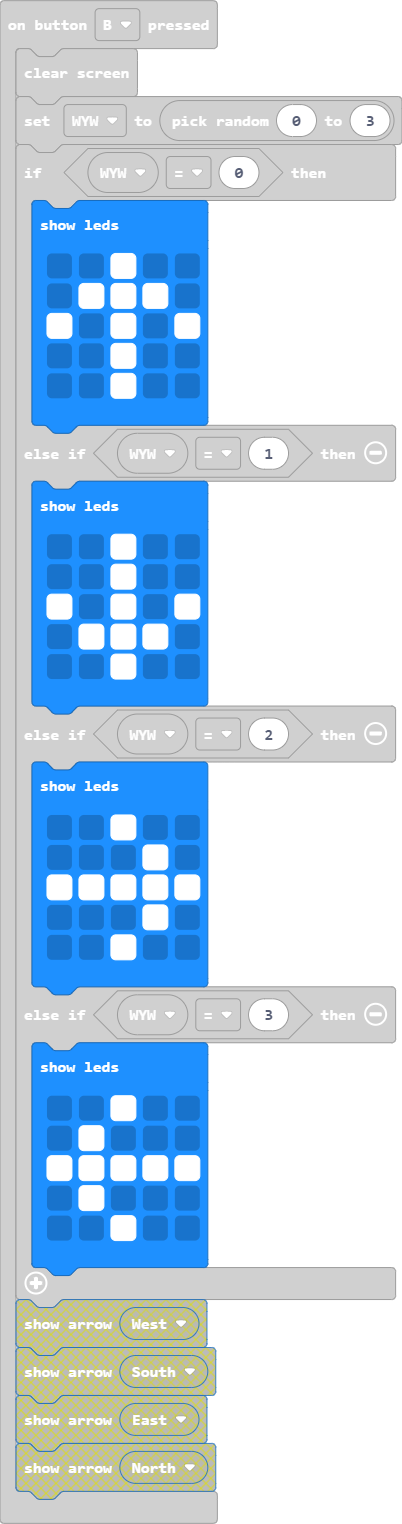 on button B pressed
clear screen
set WYW to pick random 0 to 3
if WYW = 0 then
show leds
else if WYW = 1 then
show leds
else if WYW = 2 then
show leds
else if WYW = 3 then
show leds
show arrow West
show arrow South
show arrow East
show arrow North